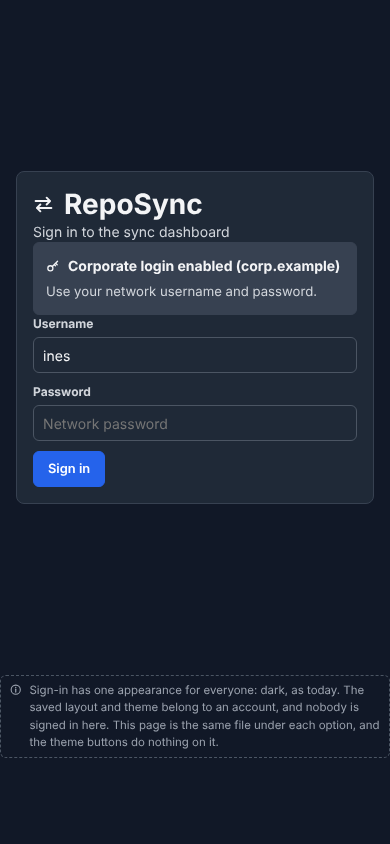 RepoSync
Sign in to the sync dashboard
Corporate login enabled (corp.example)
Use your network username and password.
Username
ines
Password
Network password
Sign in
Sign-in has one appearance for everyone: dark, as today. The
saved layout and theme belong to an account, and nobody is
signed in here. This page is the same file under each option, and
the theme buttons do nothing on it.